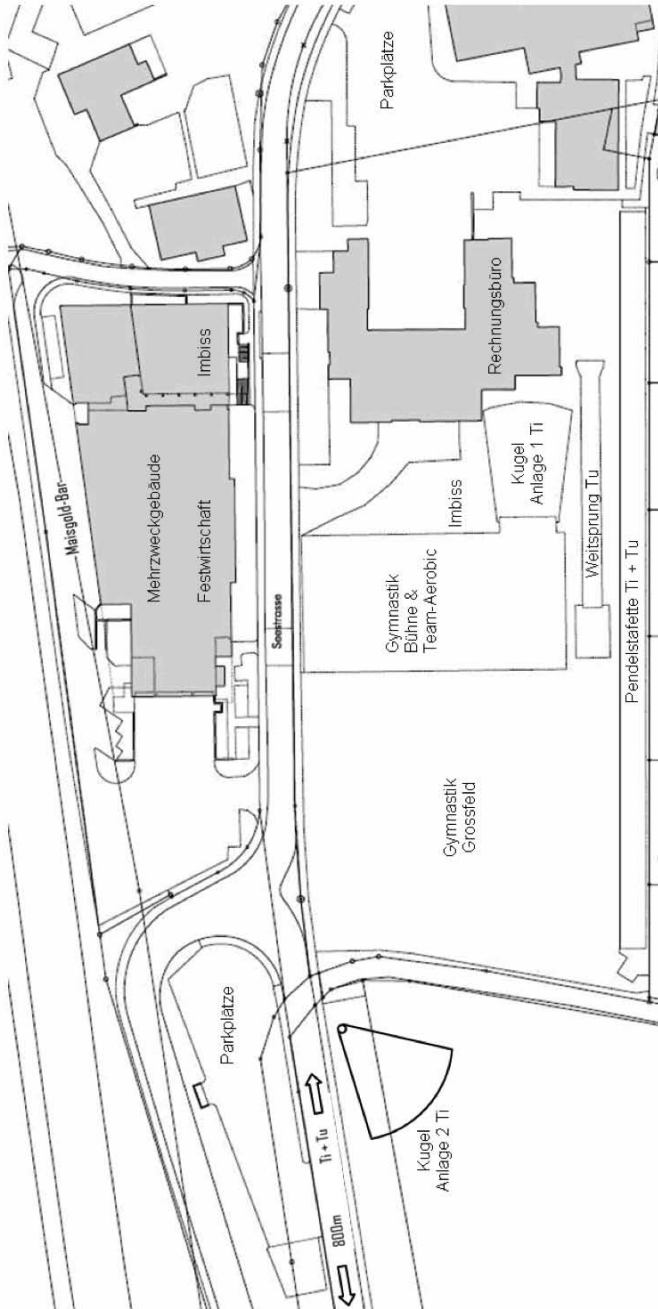 Maisgold-Bar
Mehrzweckgebäude
Festwirtschaft
Imbiss
Parkplätze
Seestrasse
800m
Ti + Tu
Parkplätze
Kugel
Anlage 2 Ti
Gymnastik
Grossfeld
Gymnastik
Bühne &
Team-Aerobic
Imbiss
Rechnungsbüro
Kugel
Anlage 1 Ti
Weitsprung Tu
Pendelstafette Ti + Tu